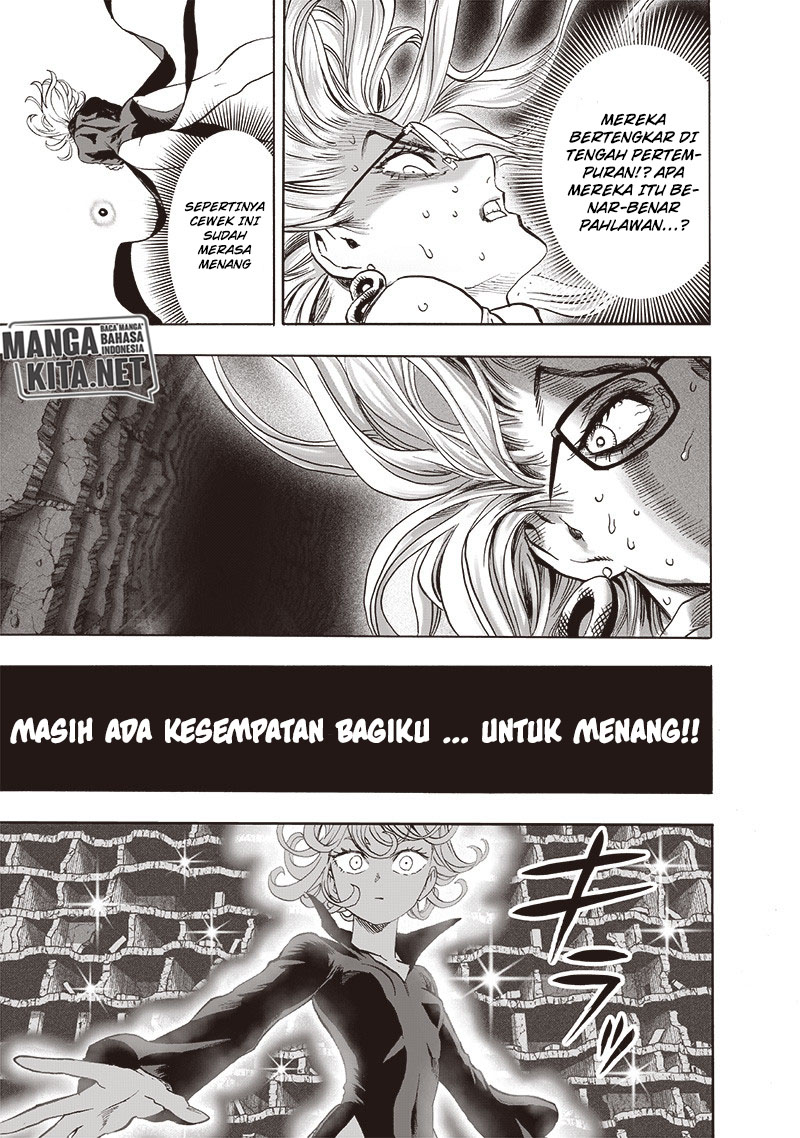 MEREKA
BERTENGKAR DI
TENGAH PERTEM-
PURAN!? APA
MEREKA ITU BE-
NAR-BENAR
PAHLAWAN...?
SEPERTINYA
CEWEK INI
SUDAH
MERASA
MENANG
MANGA
BACA MANGA
BAHASA
INDONESIA
KITA.NET
MASIH ADA KESEMPATAN BAGIKU ... UNTUK MENANG!!
キラッ